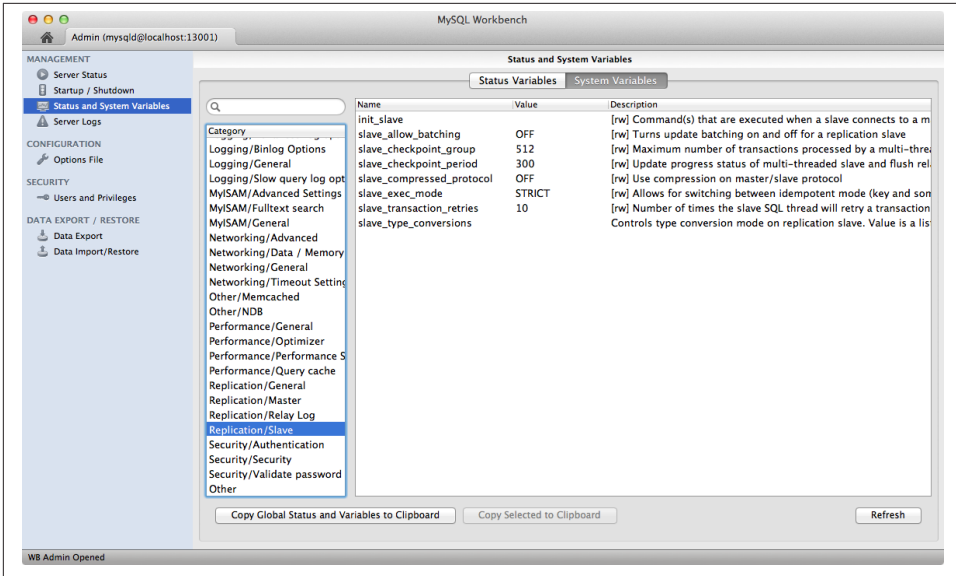 MySQL Workbench
Admin (mysqld@localhost:13001)
MANAGEMENT
Server Status
Startup / Shutdown
Status and System Variables
Server Logs
CONFIGURATION
Options File
SECURITY
Users and Privileges
DATA EXPORT / RESTORE
Data Export
Data Import/Restore
Status and System Variables
Status Variables System Variables
Category
Logging/Binlog Options
Logging/General
Logging/Slow query log opt
MyISAM/Advanced Settings
MyISAM/Fulltext search
MyISAM/General
Networking/Advanced
Networking/Data / Memory
Networking/General
Networking/Timeout Setting
Other/Memcached
Other/NDB
Performance/General
Performance/Optimizer
Performance/Performance S
Performance/Query cache
Replication/General
Replication/Master
Replication/Relay Log
Replication/Slave
Security/Authentication
Security/Security
Security/Validate password
Other
Name Value Description
init_slave [rw] Command(s) that are executed when a slave connects to a m
slave_allow_batching OFF [rw] Turns update batching on and off for a replication slave
slave_checkpoint_group 512 [rw] Maximum number of transactions processed by a multi-threa
slave_checkpoint_period 300 [rw] Update progress status of multi-threaded slave and flush rel
slave_compressed_protocol OFF [rw] Use compression on master/slave protocol
slave_exec_mode STRICT [rw] Allows for switching between idempotent mode (key and som
slave_transaction_retries 10 [rw] Number of times the slave SQL thread will retry a transaction
slave_type_conversions Controls type conversion mode on replication slave. Value is a lis
Copy Global Status and Variables to Clipboard Copy Selected to Clipboard Refresh
WB Admin Opened